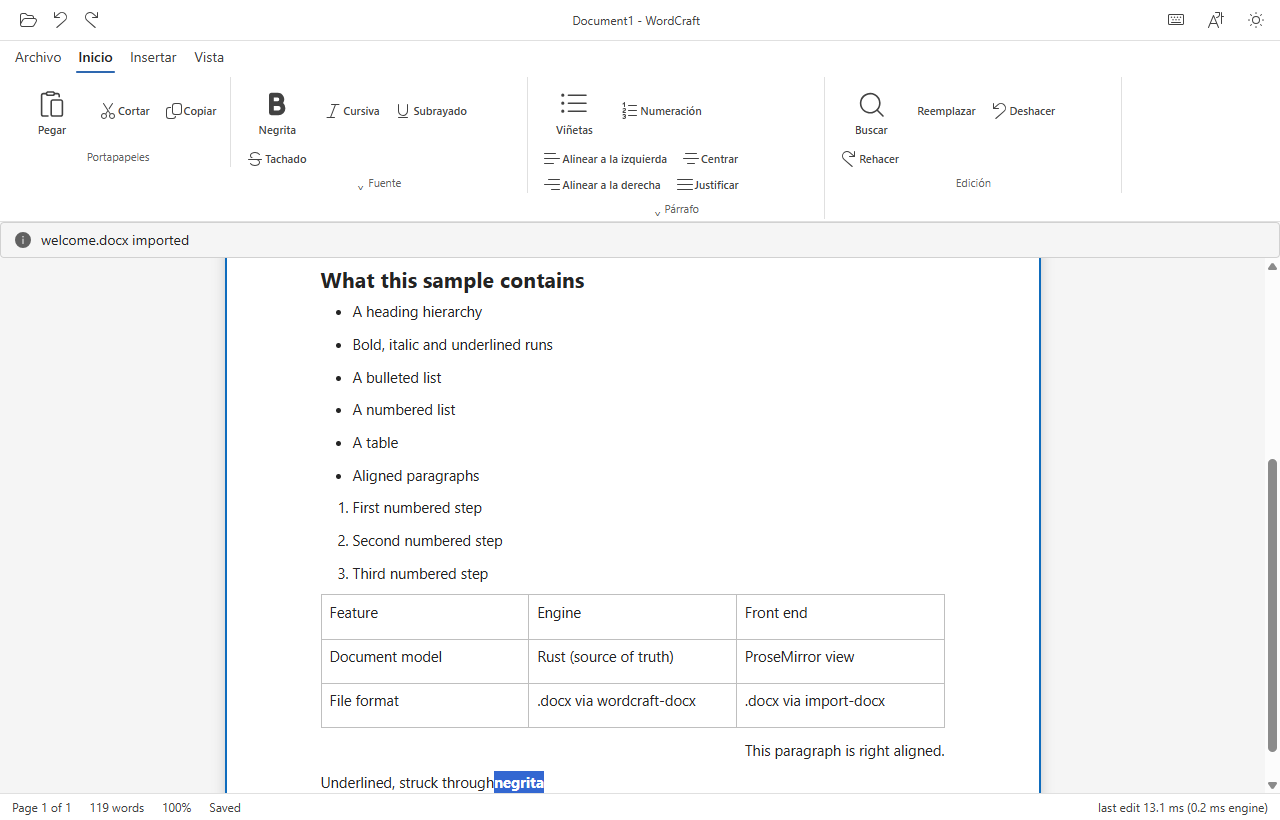 Document1 - WordCraft
Archivo Inicio Insertar Vista
Pegar
Cortar
Copiar
Portapapeles
Negrita
Cursiva
Subrayado
Tachado
Fuente
Viñetas
Numeración
Alinear a la izquierda
Centrar
Alinear a la derecha
Justificar
Párrafo
Buscar
Reemplazar
Deshacer
Rehacer
Edición
welcome.docx imported
What this sample contains
• A heading hierarchy
• Bold, italic and underlined runs
• A bulleted list
• A numbered list
• A table
• Aligned paragraphs
1. First numbered step
2. Second numbered step
3. Third numbered step
Feature Engine Front end
Document model Rust (source of truth) ProseMirror view
File format .docx via wordcraft-docx .docx via import-docx
This paragraph is right aligned.
Underlined, struck throughnegrita
Page 1 of 1 119 words 100% Saved last edit 13.1 ms (0.2 ms engine)